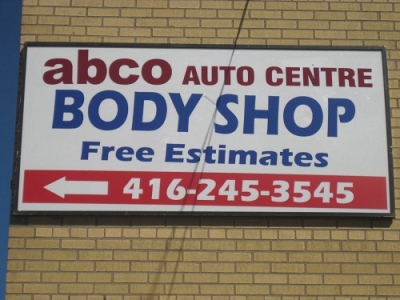 abco AUTO CENTRE
BODY SHOP
Free Estimates
416-245-3545